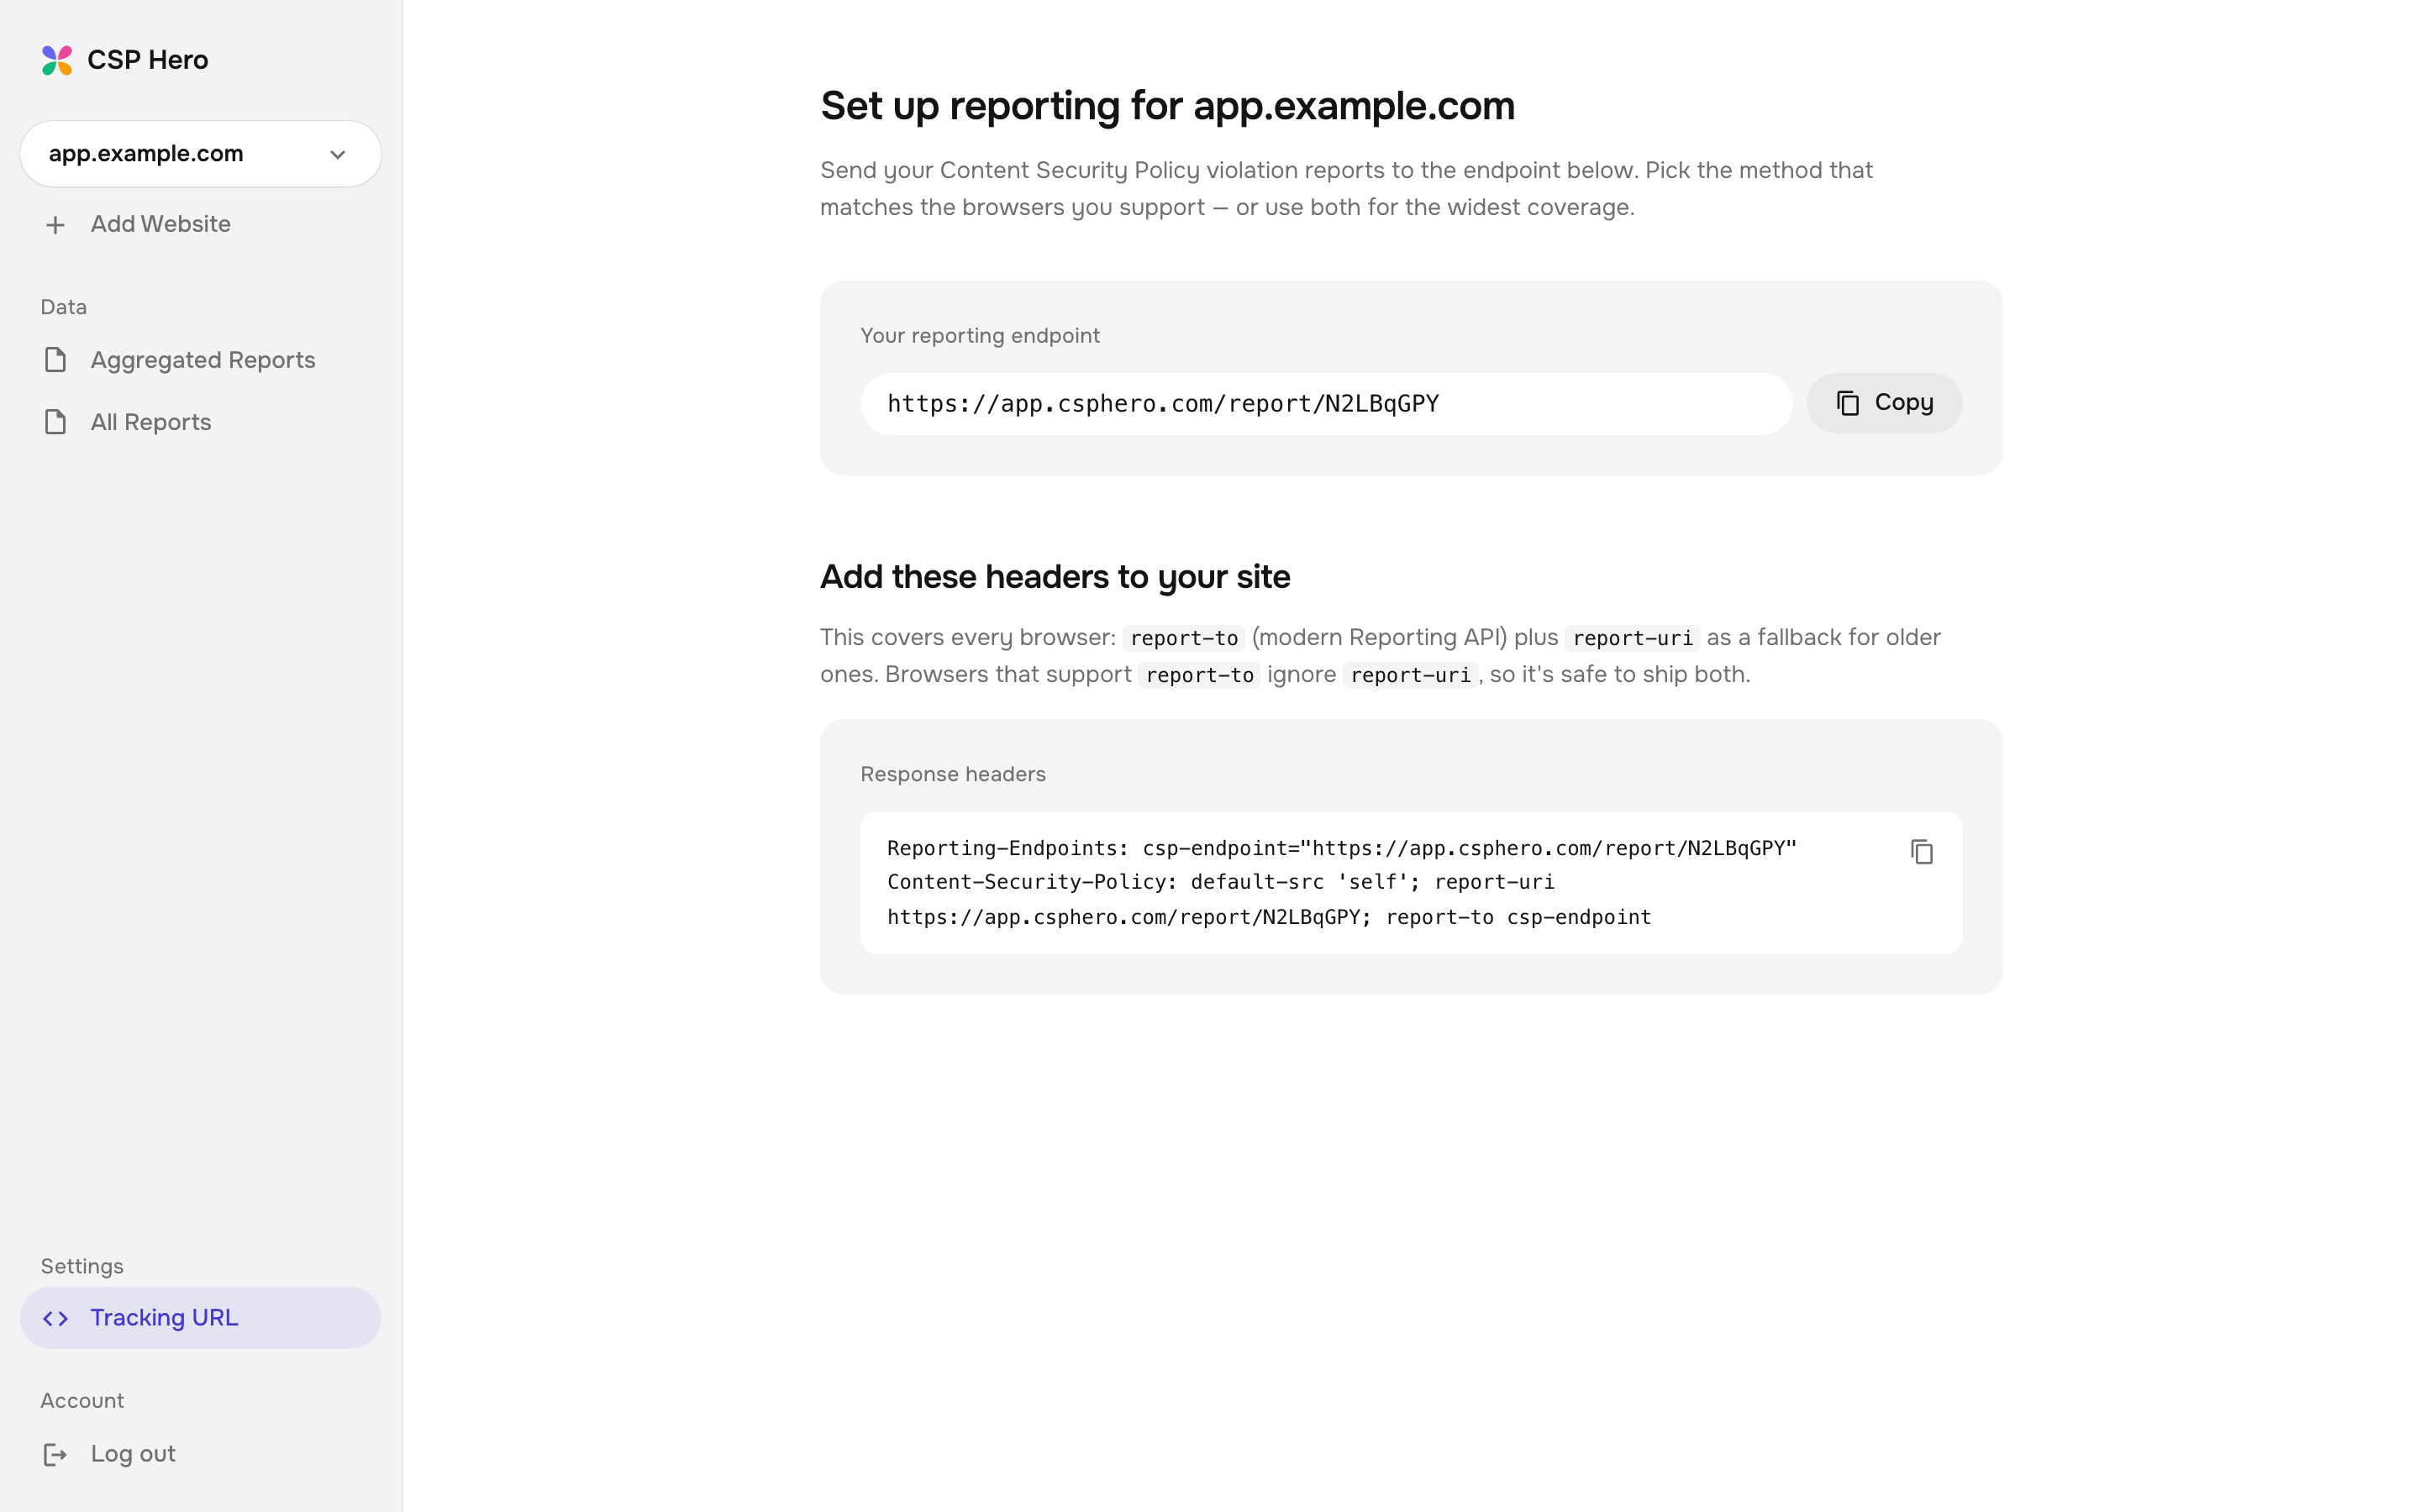 CSP Hero
app.example.com
Add Website
Data
Aggregated Reports
All Reports
Settings
Tracking URL
Account
Log out
Set up reporting for app.example.com
Send your Content Security Policy violation reports to the endpoint below. Pick the method that
matches the browsers you support — or use both for the widest coverage.
Your reporting endpoint
https://app.csphero.com/report/N2LBqGPY
Copy
Add these headers to your site
This covers every browser: report-to (modern Reporting API) plus report-uri as a fallback for older
ones. Browsers that support report-to ignore report-uri, so it's safe to ship both.
Response headers
Reporting-Endpoints: csp-endpoint="https://app.csphero.com/report/N2LBqGPY"
Content-Security-Policy: default-src 'self'; report-uri
https://app.csphero.com/report/N2LBqGPY; report-to csp-endpoint